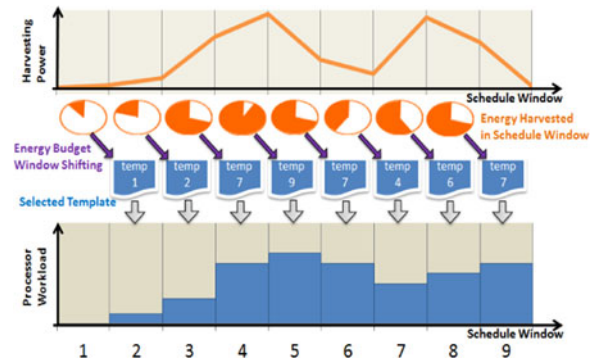 Harvesting
Power
Schedule Window
Energy Harvested
in Schedule Window
Energy Budget
Window Shifting
temp
1
temp
2
temp
7
temp
9
temp
7
temp
4
temp
6
temp
7
Selected Template
Processor
Workload
Schedule Window
1 2 3 4 5 6 7 8 9